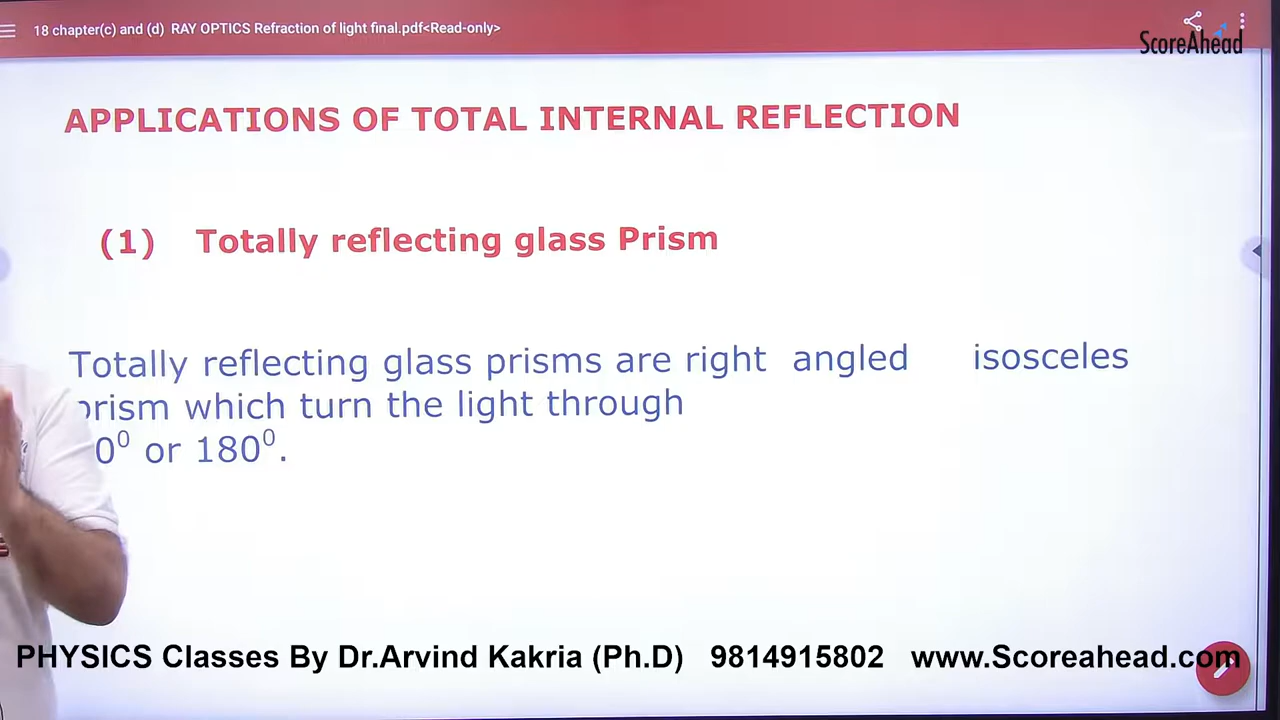 18 chapter(c) and (d) RAY OPTICS Refraction of light final.pdf<Read-only>
ScoreAhead
APPLICATIONS OF TOTAL INTERNAL REFLECTION
(1) Totally reflecting glass Prism
Totally reflecting glass prisms are right angled isosceles
prism which turn the light through
0⁰ or 180⁰.
PHYSICS Classes By Dr.Arvind Kakria (Ph.D) 9814915802 www.Scoreahead.com